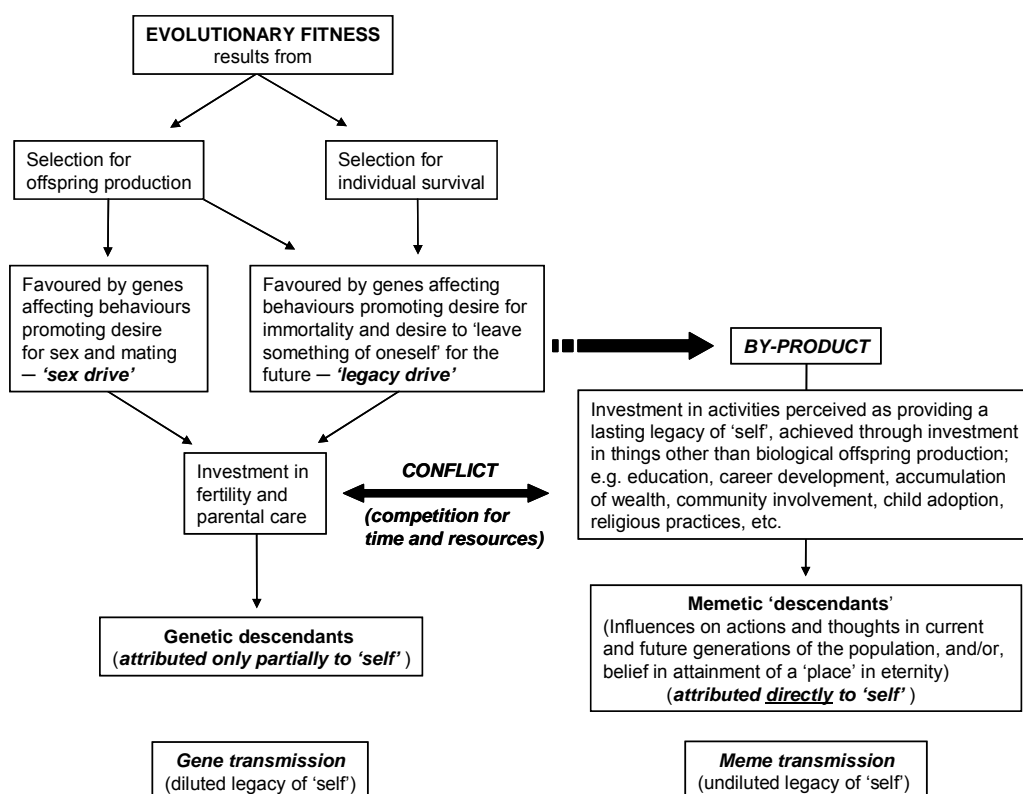 EVOLUTIONARY FITNESS
results from
Selection for
offspring production
Selection for
individual survival
Favoured by genes
affecting behaviours
promoting desire
for sex and mating
– ‘sex drive’
Favoured by genes affecting
behaviours promoting desire for
immortality and desire to ‘leave
something of oneself’ for the
future – ‘legacy drive’
BY-PRODUCT
Investment in activities perceived as providing a
lasting legacy of ‘self’, achieved through investment
in things other than biological offspring production;
e.g. education, career development, accumulation
of wealth, community involvement, child adoption,
religious practices, etc.
Investment in
fertility and
parental care
CONFLICT
(competition for
time and resources)
Genetic descendants
(attributed only partially to ‘self’ )
Memetic ‘descendants’
(Influences on actions and thoughts in current
and future generations of the population, and/or,
belief in attainment of a ‘place’ in eternity)
(attributed directly to ‘self’ )
Gene transmission
(diluted legacy of ‘self’)
Meme transmission
(undiluted legacy of ‘self’)